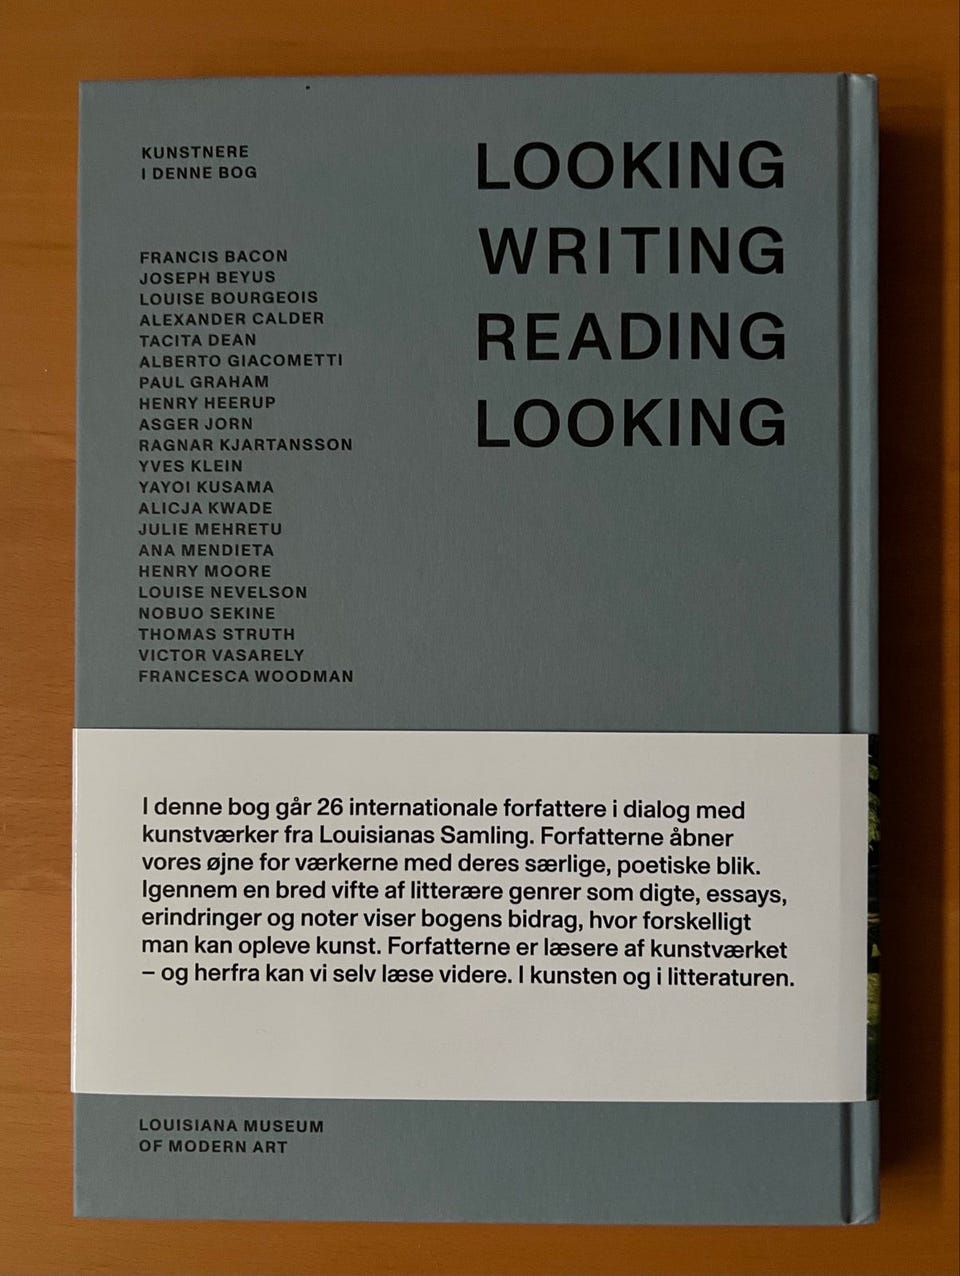 KUNSTNERE
I DENNE BOG
FRANCIS BACON
JOSEPH BEYUS
LOUISE BOURGEOIS
ALEXANDER CALDER
TACITA DEAN
ALBERTO GIACOMETTI
PAUL GRAHAM
HENRY HEERUP
ASGER JORN
RAGNAR KJARTANSSON
YVES KLEIN
YAYOI KUSAMA
ALICJA KWADE
JULIE MEHRETU
ANA MENDIETA
HENRY MOORE
LOUISE NEVELSON
NOBUO SEKINE
THOMAS STRUTH
VICTOR VASARELY
FRANCESCA WOODMAN
LOOKING
WRITING
READING
LOOKING
I denne bog går 26 internationale forfattere i dialog med
kunstværker fra Louisianas Samling. Forfatterne åbner
vores øjne for værkerne med deres særlige, poetiske blik.
Igennem en bred vifte af litterære genrer som digte, essays,
erindringer og noter viser bogens bidrag, hvor forskelligt
man kan opleve kunst. Forfatterne er læsere af kunstværket
– og herfra kan vi selv læse videre. I kunsten og i litteraturen.
LOUISIANA MUSEUM
OF MODERN ART